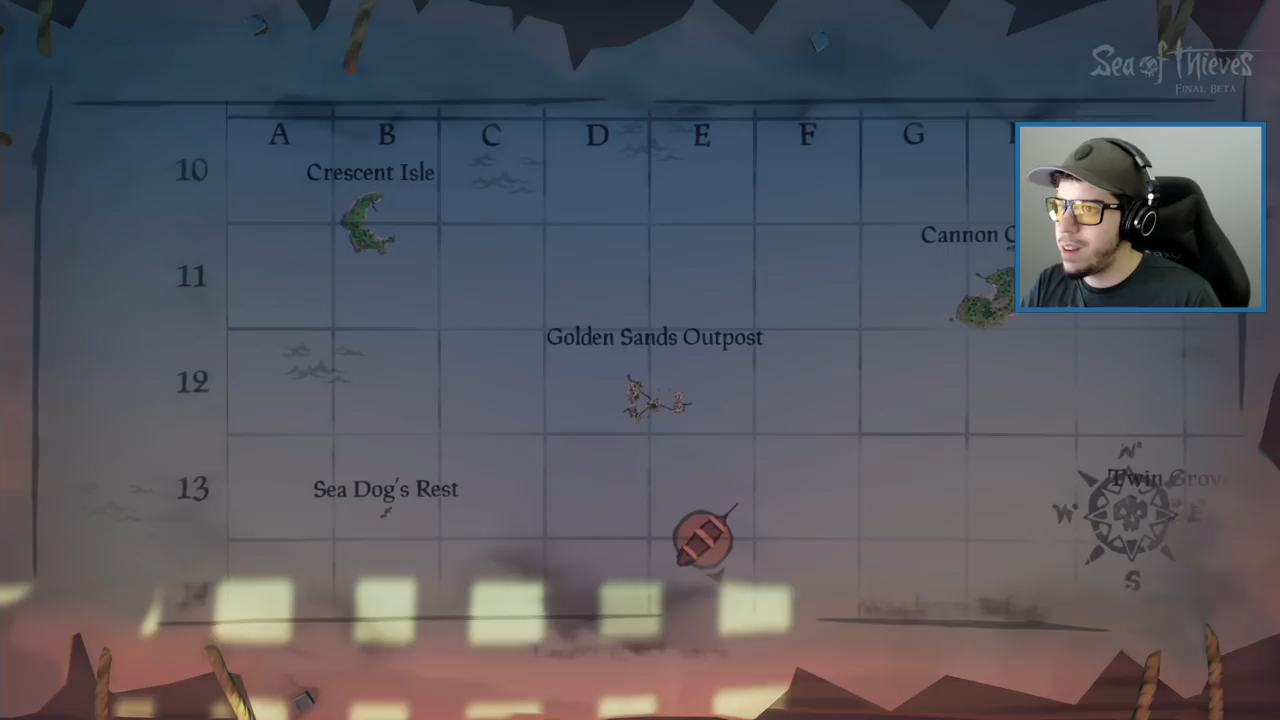 Sea of Thieves
Final Beta
A B C D E F G
10
Crescent Isle
11
Cannon
12
Golden Sands Outpost
13
Sea Dog's Rest
N
W E
S
Twin